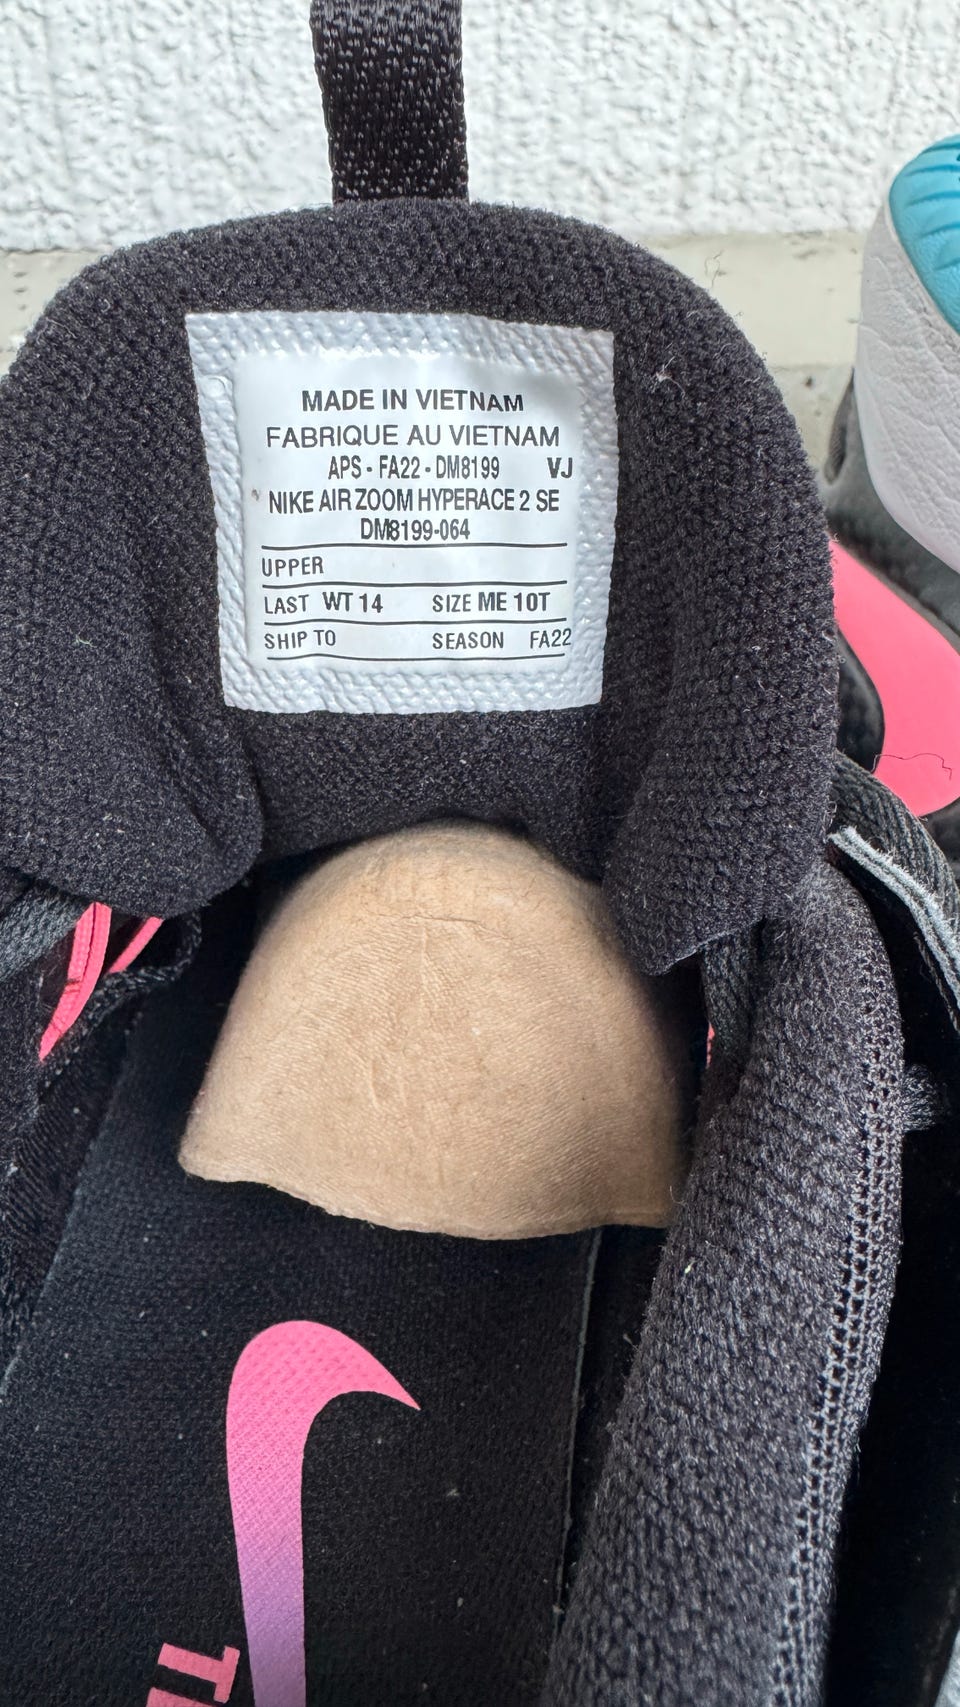 MADE IN VIETNAM
FABRIQUE AU VIETNAM
APS - FA22 - DM8199 VJ
NIKE AIR ZOOM HYPERACE 2 SE
DM8199-064
UPPER
LAST WT 14 SIZE ME 10T
SHIP TO SEASON FA22